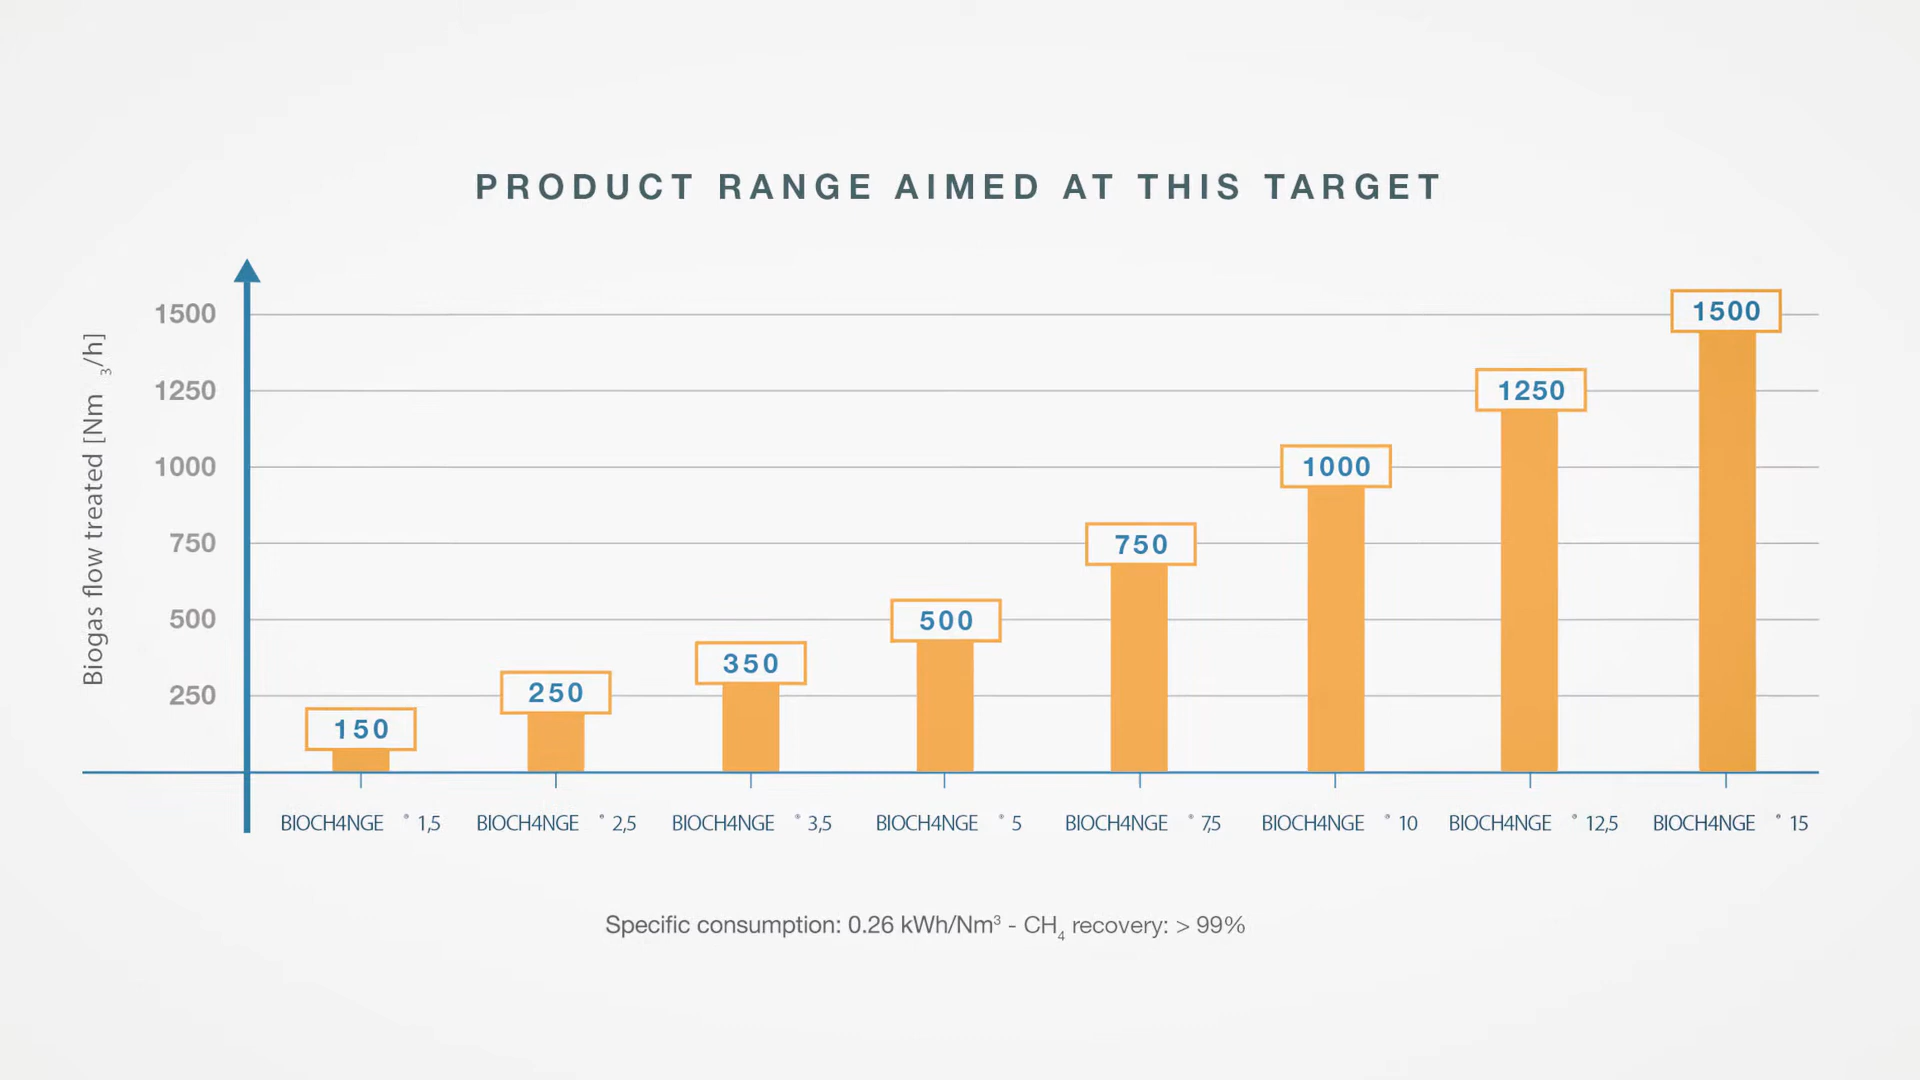 PRODUCT RANGE AIMED AT THIS TARGET
Biogas flow treated [Nm 3/h]
1500
1250
1000
750
500
250
150
250
350
500
750
1000
1250
1500
BIOCH4NGE ® 1,5
BIOCH4NGE ® 2,5
BIOCH4NGE ® 3,5
BIOCH4NGE ® 5
BIOCH4NGE ® 7,5
BIOCH4NGE ® 10
BIOCH4NGE ® 12,5
BIOCH4NGE ® 15
Specific consumption: 0.26 kWh/Nm³ - CH₄ recovery: > 99%